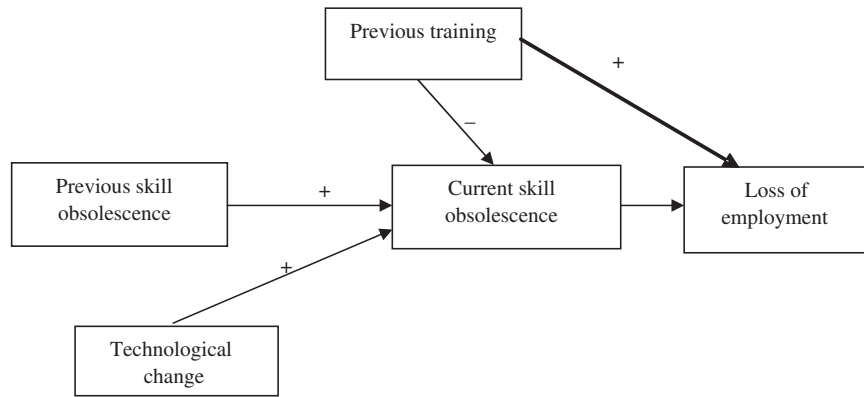 Previous training
+
−
Previous skill
obsolescence
+
Current skill
obsolescence
Loss of
employment
+
Technological
change